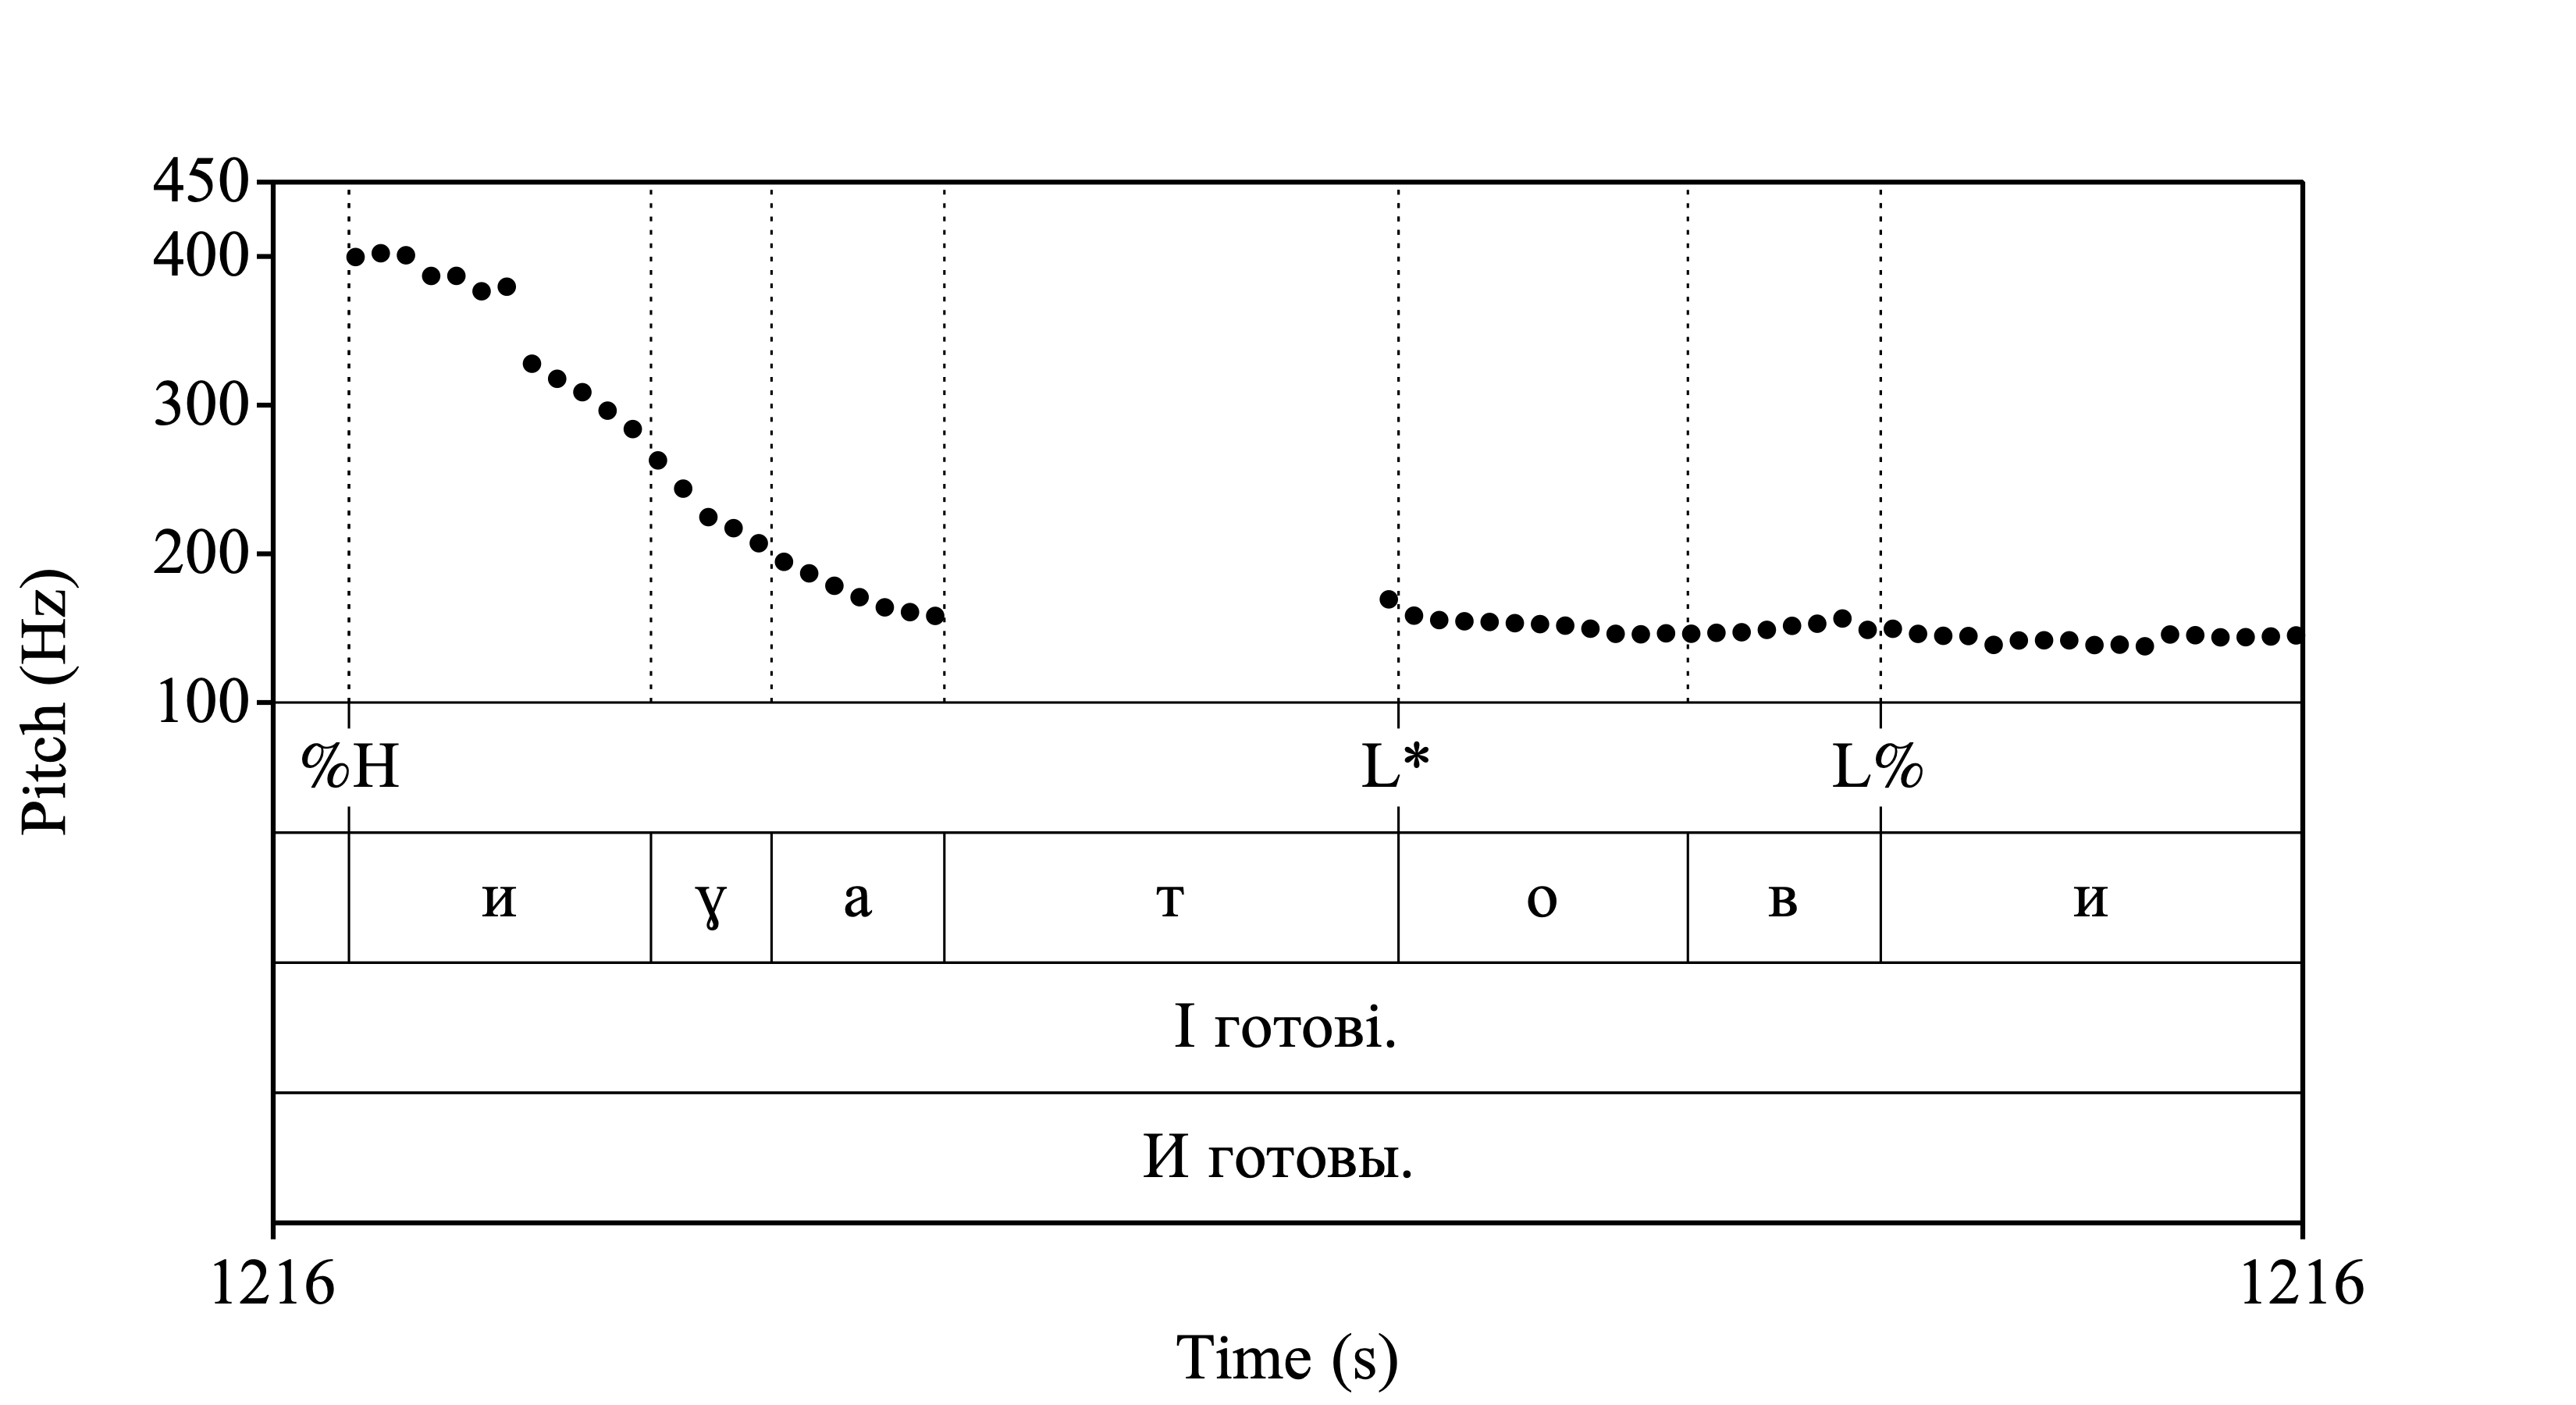 450
400
300
200
100
Pitch (Hz)
%H L* L%
и ɣ а т о в и
І готові.
И готовы.
1216 1216
Time (s)